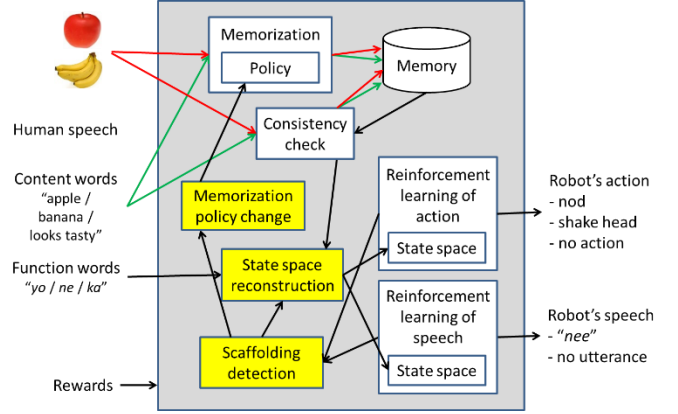 Memorization
Policy
Memory
Human speech
Consistency
check
Content words
“apple /
banana /
looks tasty”
Memorization
policy change
Reinforcement
learning of
action
State space
Robot’s action
- nod
- shake head
- no action
Function words
“yo / ne / ka”
State space
reconstruction
Reinforcement
learning of
speech
State space
Robot’s speech
- “nee”
- no utterance
Scaffolding
detection
Rewards